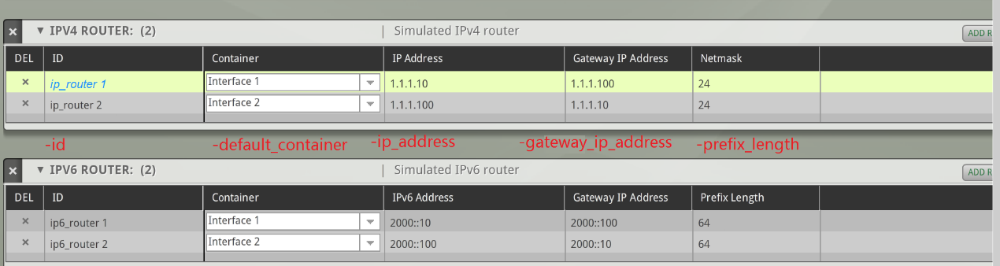 × ▼ IPV4 ROUTER: (2) | Simulated IPv4 router ADD R
DEL ID Container IP Address Gateway IP Address Netmask
× ip_router 1 Interface 1 1.1.1.10 1.1.1.100 24
× ip_router 2 Interface 2 1.1.1.100 1.1.1.10 24
-id -default_container -ip_address -gateway_ip_address -prefix_length
× ▼ IPV6 ROUTER: (2) | Simulated IPv6 router ADD R
DEL ID Container IPv6 Address Gateway IP Address Prefix Length
× ip6_router 1 Interface 1 2000::10 2000::100 64
× ip6_router 2 Interface 2 2000::100 2000::10 64